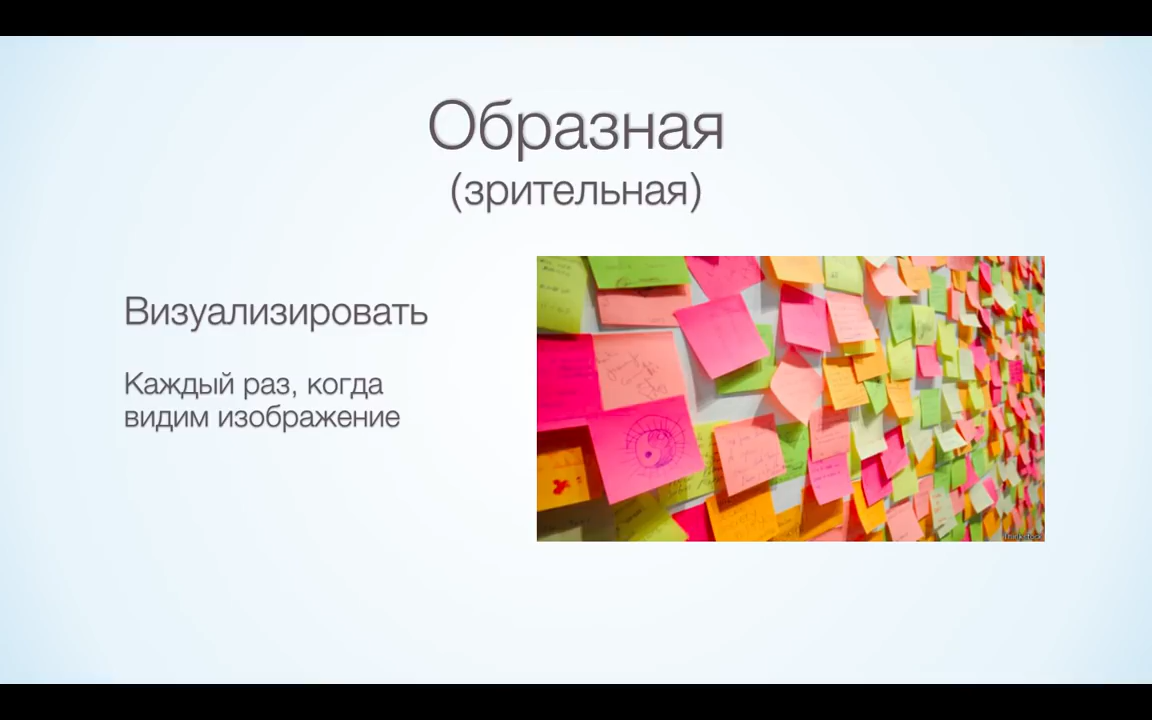 Образная
(зрительная)
Визуализировать
Каждый раз, когда
видим изображение